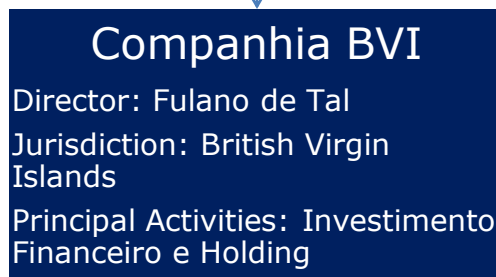 Companhia BVI
Director: Fulano de Tal
Jurisdiction: British Virgin
Islands
Principal Activities: Investimento
Financeiro e Holding